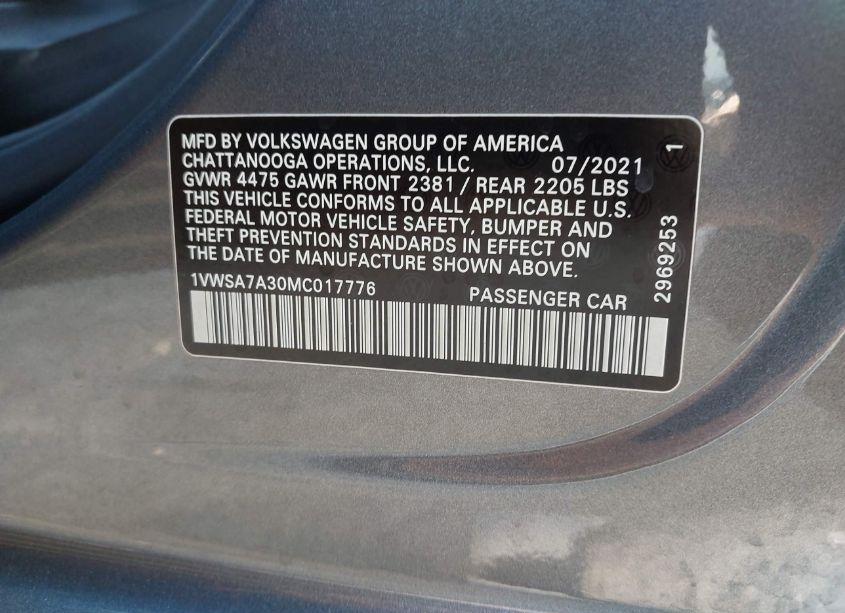 MFD BY VOLKSWAGEN GROUP OF AMERICA
CHATTANOOGA OPERATIONS, LLC. 07/2021
GVWR 4475 GAWR FRONT 2381 / REAR 2205 LBS
THIS VEHICLE CONFORMS TO ALL APPLICABLE U.S.
FEDERAL MOTOR VEHICLE SAFETY, BUMPER AND
THEFT PREVENTION STANDARDS IN EFFECT ON
THE DATE OF MANUFACTURE SHOWN ABOVE.
1VWSA7A30MC017776 PASSENGER CAR
2969253 1